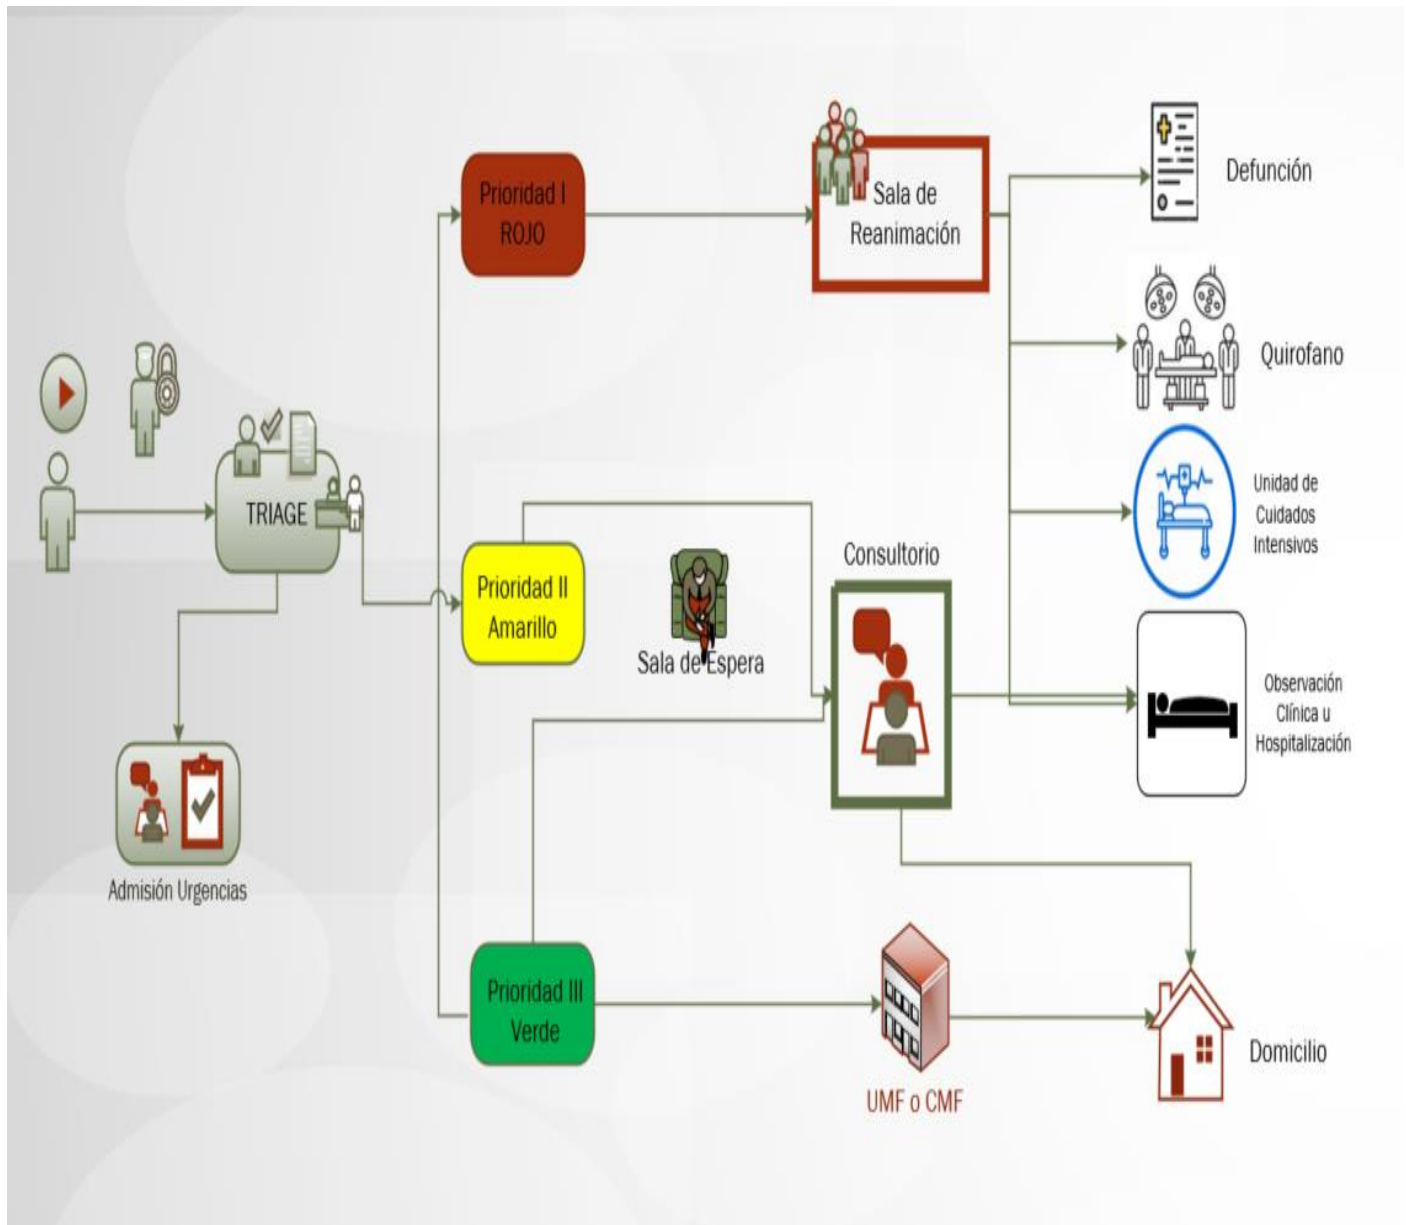 Prioridad I
ROJO
Sala de
Reanimación
Defunción
Quirofano
TRIAGE
Unidad de
Cuidados
Intensivos
Prioridad II
Amarillo
Consultorio
Sala de Espera
Observación
Clínica u
Hospitalización
Admisión Urgencias
Prioridad III
Verde
UMF o CMF
Domicilio